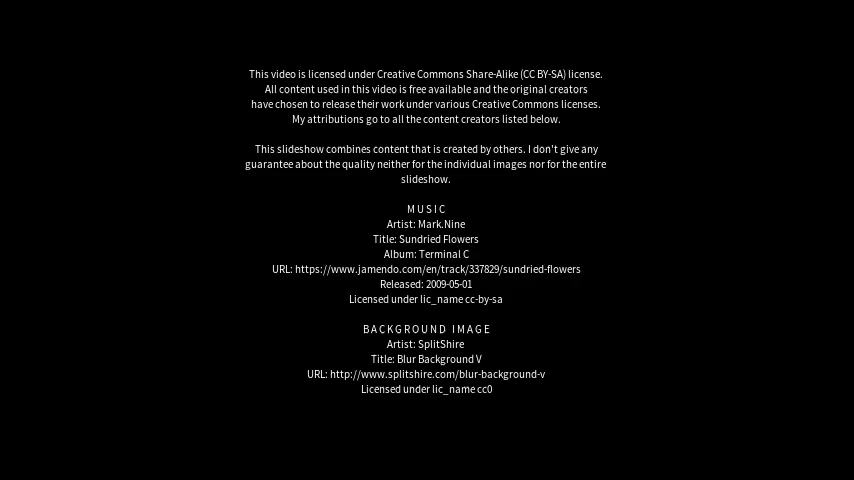 This video is licensed under Creative Commons Share-Alike (CC BY-SA) license.
All content used in this video is free available and the original creators
have chosen to release their work under various Creative Commons licenses.
My attributions go to all the content creators listed below.
This slideshow combines content that is created by others. I don't give any
guarantee about the quality neither for the individual images nor for the entire
slideshow.
MUSIC
Artist: Mark.Nine
Title: Sundried Flowers
Album: Terminal C
URL: https://www.jamendo.com/en/track/337829/sundried-flowers
Released: 2009-05-01
Licensed under lic_name cc-by-sa
BACKGROUND IMAGE
Artist: SplitShire
Title: Blur Background V
URL: http://www.splitshire.com/blur-background-v
Licensed under lic_name cc0